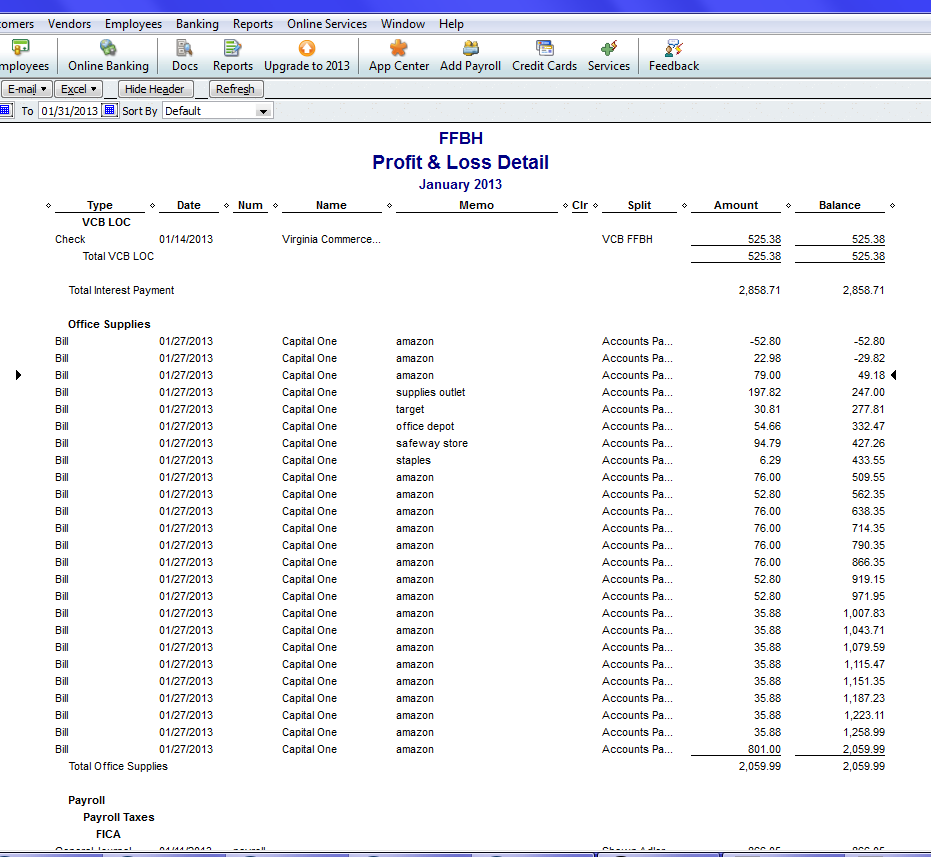 omers Vendors Employees Banking Reports Online Services Window Help
mployees Online Banking Docs Reports Upgrade to 2013 App Center Add Payroll Credit Cards Services Feedback
E-mail Excel Hide Header Refresh
To 01/31/2013 Sort By Default
FFBH
Profit & Loss Detail
January 2013
Type Date Num Name Memo Clr Split Amount Balance
VCB LOC
Check 01/14/2013 Virginia Commerce... VCB FFBH 525.38 525.38
Total VCB LOC 525.38 525.38
Total Interest Payment 2,858.71 2,858.71
Office Supplies
Bill 01/27/2013 Capital One amazon Accounts Pa... -52.80 -52.80
Bill 01/27/2013 Capital One amazon Accounts Pa... 22.98 -29.82
Bill 01/27/2013 Capital One amazon Accounts Pa... 79.00 49.18
Bill 01/27/2013 Capital One supplies outlet Accounts Pa... 197.82 247.00
Bill 01/27/2013 Capital One target Accounts Pa... 30.81 277.81
Bill 01/27/2013 Capital One office depot Accounts Pa... 54.66 332.47
Bill 01/27/2013 Capital One safeway store Accounts Pa... 94.79 427.26
Bill 01/27/2013 Capital One staples Accounts Pa... 6.29 433.55
Bill 01/27/2013 Capital One amazon Accounts Pa... 76.00 509.55
Bill 01/27/2013 Capital One amazon Accounts Pa... 52.80 562.35
Bill 01/27/2013 Capital One amazon Accounts Pa... 76.00 638.35
Bill 01/27/2013 Capital One amazon Accounts Pa... 76.00 714.35
Bill 01/27/2013 Capital One amazon Accounts Pa... 76.00 790.35
Bill 01/27/2013 Capital One amazon Accounts Pa... 76.00 866.35
Bill 01/27/2013 Capital One amazon Accounts Pa... 52.80 919.15
Bill 01/27/2013 Capital One amazon Accounts Pa... 52.80 971.95
Bill 01/27/2013 Capital One amazon Accounts Pa... 35.88 1,007.83
Bill 01/27/2013 Capital One amazon Accounts Pa... 35.88 1,043.71
Bill 01/27/2013 Capital One amazon Accounts Pa... 35.88 1,079.59
Bill 01/27/2013 Capital One amazon Accounts Pa... 35.88 1,115.47
Bill 01/27/2013 Capital One amazon Accounts Pa... 35.88 1,151.35
Bill 01/27/2013 Capital One amazon Accounts Pa... 35.88 1,187.23
Bill 01/27/2013 Capital One amazon Accounts Pa... 35.88 1,223.11
Bill 01/27/2013 Capital One amazon Accounts Pa... 35.88 1,258.99
Bill 01/27/2013 Capital One amazon Accounts Pa... 801.00 2,059.99
Total Office Supplies 2,059.99 2,059.99
Payroll
Payroll Taxes
FICA
General Journal payroll